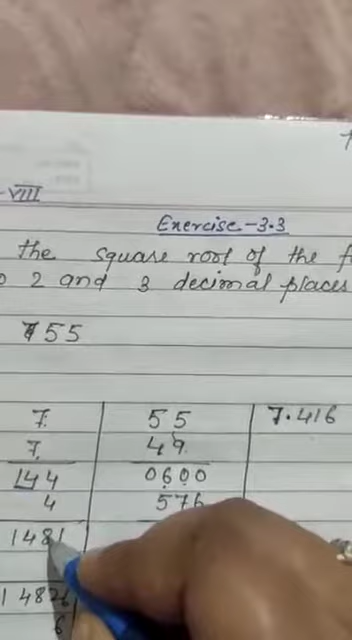 -VIII
Exercise-3.3
the square root of the f
2 and 3 decimal places
√55
7 55 7.416
7 49
144 0600
4 576
1481
14826
6